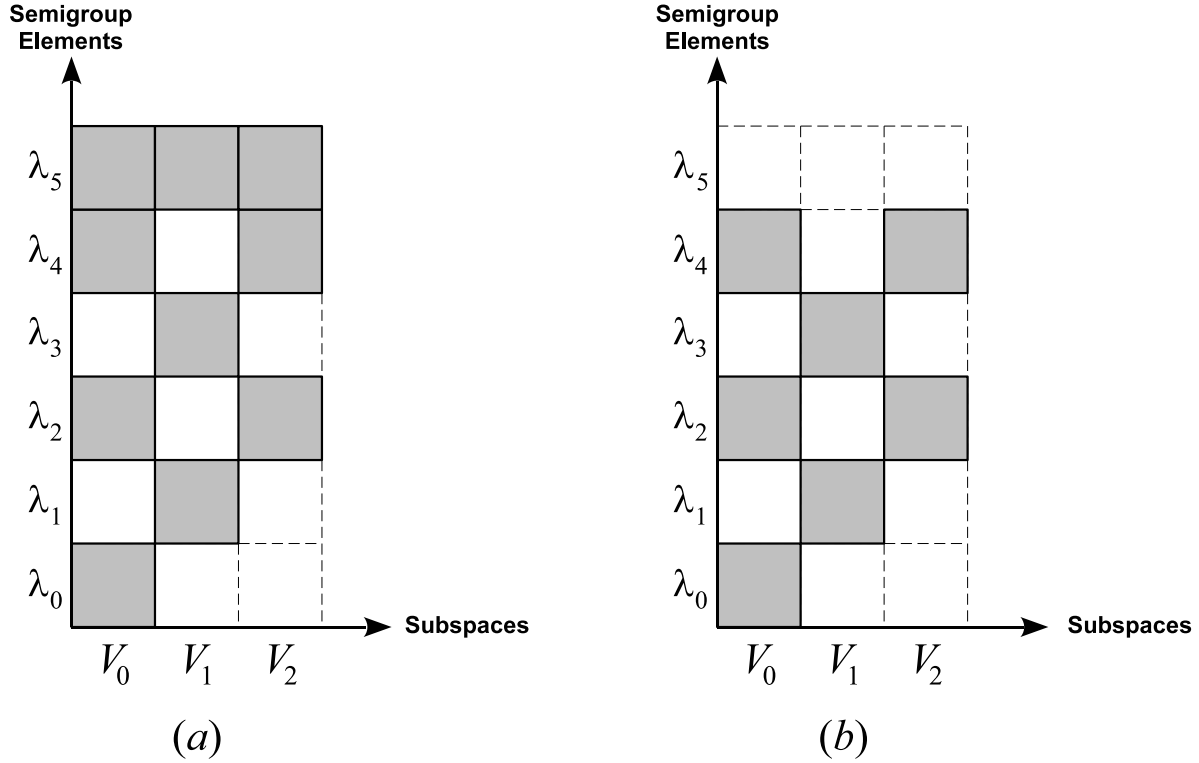 Semigroup
Elements
λ5
λ4
λ3
λ2
λ1
λ0
Subspaces
V0 V1 V2
(a)
Semigroup
Elements
λ5
λ4
λ3
λ2
λ1
λ0
Subspaces
V0 V1 V2
(b)